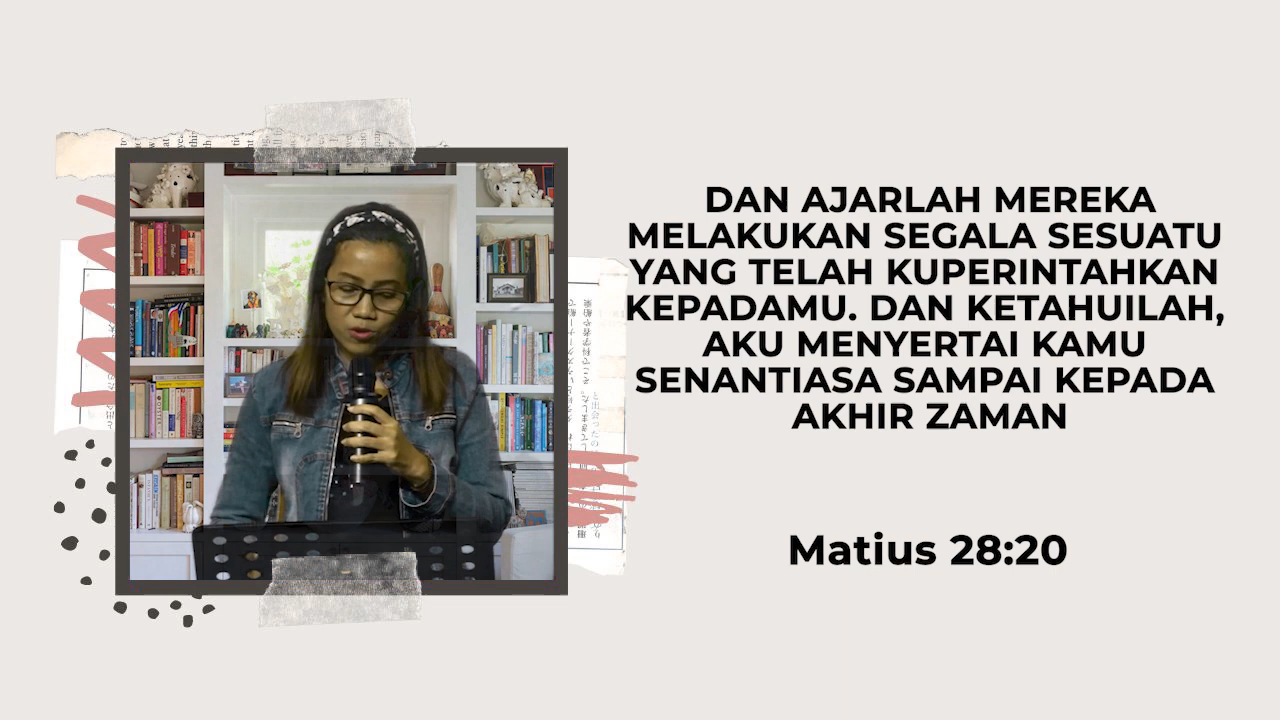 DAN AJARLAH MEREKA
MELAKUKAN SEGALA SESUATU
YANG TELAH KUPERINTAHKAN
KEPADAMU. DAN KETAHUILAH,
AKU MENYERTAI KAMU
SENANTIASA SAMPAI KEPADA
AKHIR ZAMAN
Matius 28:20